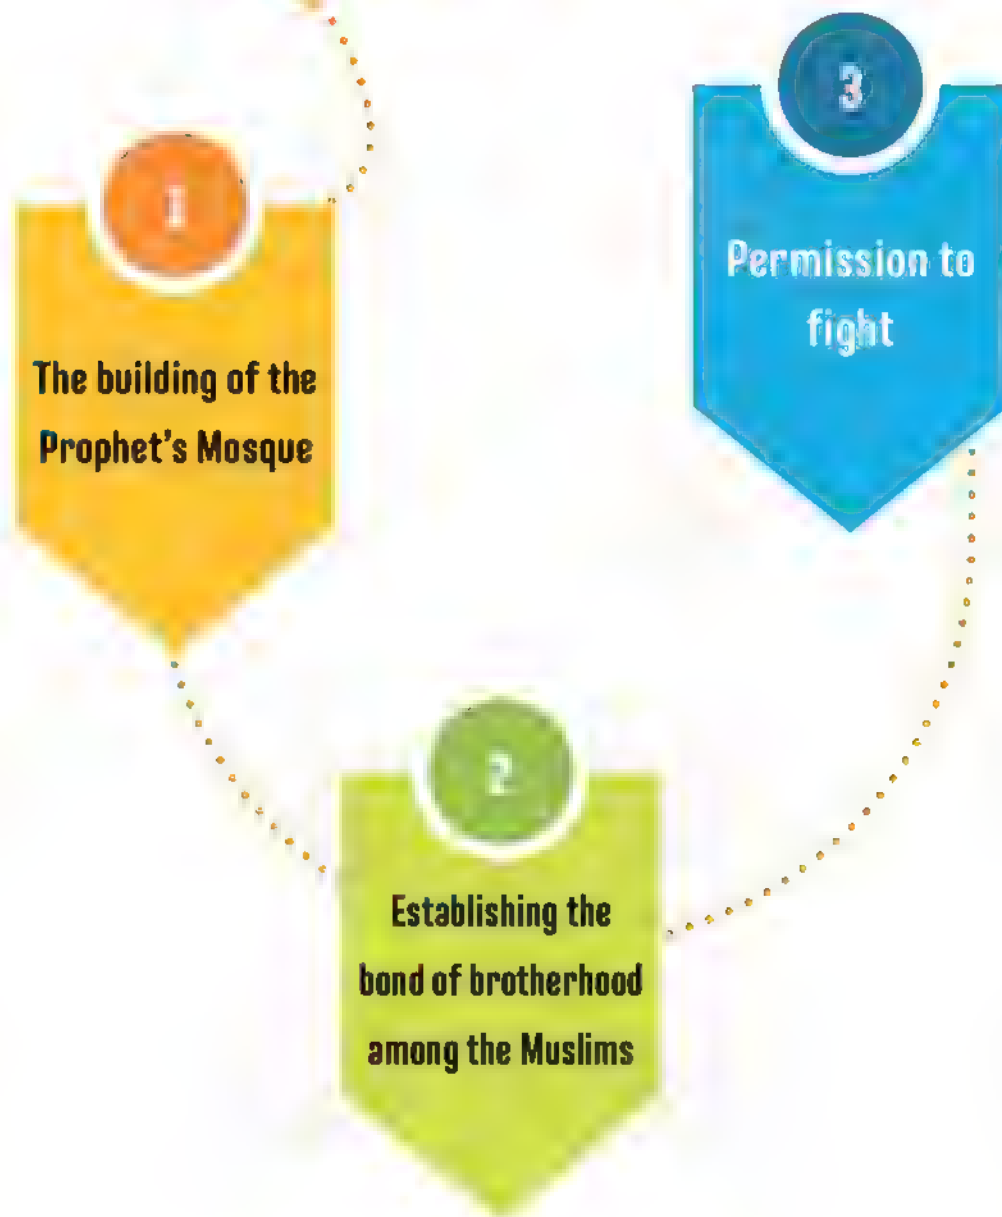 1
The building of the
Prophet's Mosque
2
Establishing the
bond of brotherhood
among the Muslims
3
Permission to
fight